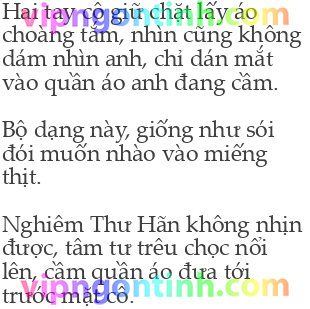 Hai tay cô giữ chặt lấy áo
choàng tắm, nhìn cũng không
dám nhìn anh, chỉ dán mắt
vào quần áo anh đang cầm.

Bộ dạng này, giống như sói
đói muốn nhào vào miếng
thịt.

Nghiêm Thư Hãn không nhịn
được, tâm tư trêu chọc nổi
lên, cầm quần áo đưa tới
trước mặt cô.
vipngontinh.com
vipngontinh.com